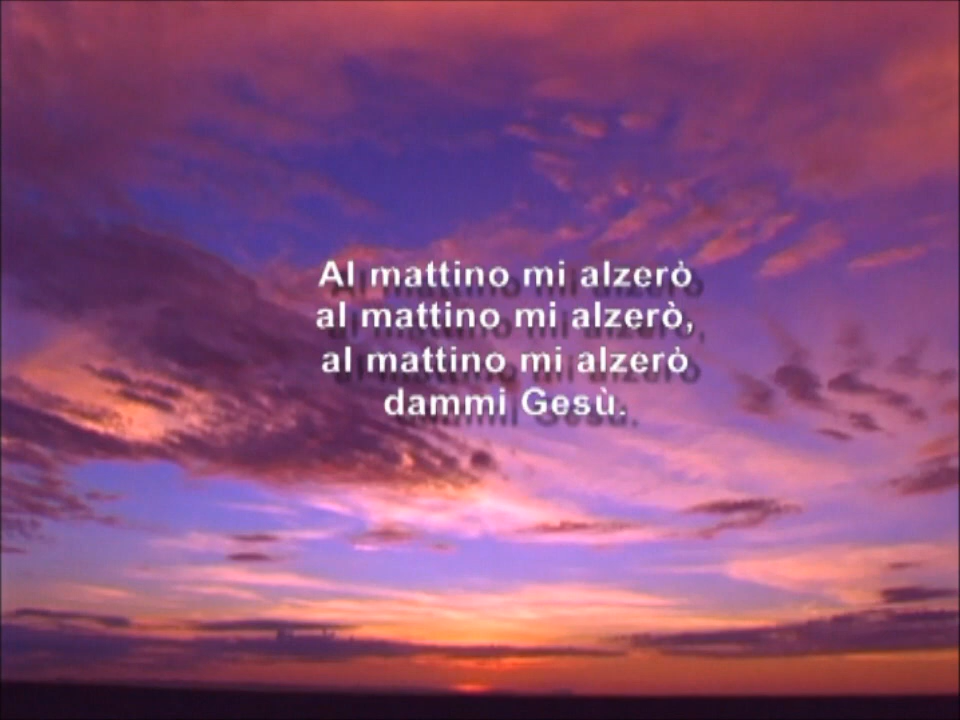 Al mattino mi alzerò
al mattino mi alzerò,
al mattino mi alzerò
dammi Gesù.